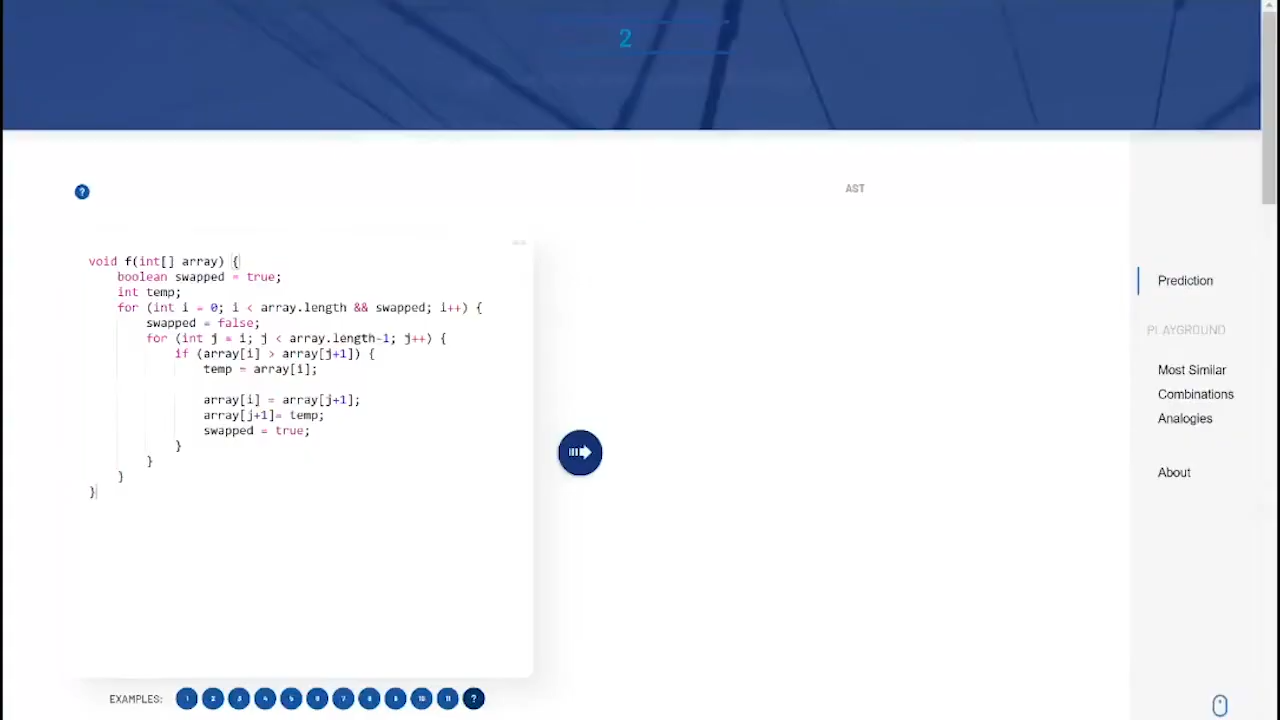 2
?
AST
void f(int[] array) {
boolean swapped = true;
int temp;
for (int i = 0; i < array.length && swapped; i++) {
swapped = false;
for (int j = i; j < array.length-1; j++) {
if (array[i] > array[j+1]) {
temp = array[i];
array[i] = array[j+1];
array[j+1]= temp;
swapped = true;
}
}
}
}
Prediction
PLAYGROUND
Most Similar
Combinations
Analogies
About
EXAMPLES: 1 2 3 4 5 6 7 8 9 10 11 ?